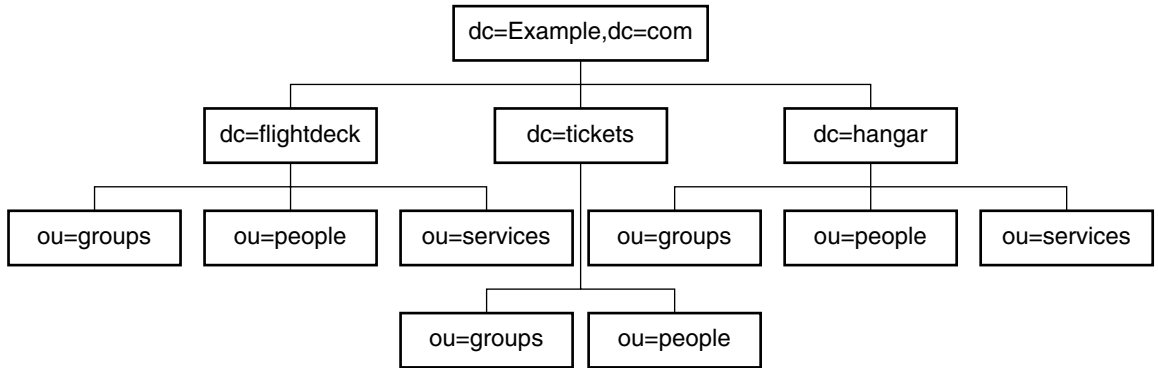 dc=Example,dc=com
dc=flightdeck
dc=tickets
dc=hangar
ou=groups
ou=people
ou=services
ou=groups
ou=people
ou=services
ou=groups
ou=people